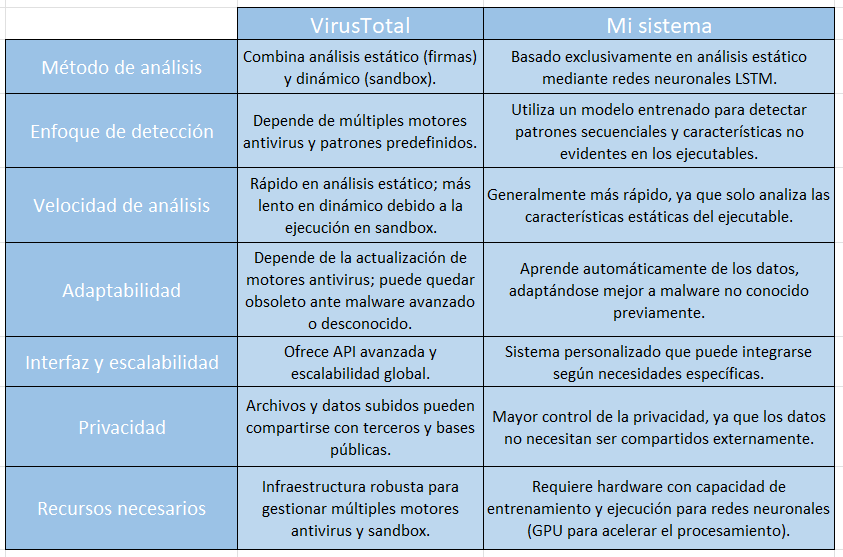 VirusTotal
Mi sistema
Método de análisis
Combina análisis estático (firmas)
y dinámico (sandbox).
Basado exclusivamente en análisis estático
mediante redes neuronales LSTM.
Enfoque de detección
Depende de múltiples motores
antivirus y patrones predefinidos.
Utiliza un modelo entrenado para detectar
patrones secuenciales y características no
evidentes en los ejecutables.
Velocidad de análisis
Rápido en análisis estático; más
lento en dinámico debido a la
ejecución en sandbox.
Generalmente más rápido, ya que solo analiza las
características estáticas del ejecutable.
Adaptabilidad
Depende de la actualización de
motores antivirus; puede quedar
obsoleto ante malware avanzado
o desconocido.
Aprende automáticamente de los datos,
adaptándose mejor a malware no conocido
previamente.
Interfaz y escalabilidad
Ofrece API avanzada y
escalabilidad global.
Sistema personalizado que puede integrarse
según necesidades específicas.
Privacidad
Archivos y datos subidos pueden
compartirse con terceros y bases
públicas.
Mayor control de la privacidad, ya que los datos
no necesitan ser compartidos externamente.
Recursos necesarios
Infraestructura robusta para
gestionar múltiples motores
antivirus y sandbox.
Requiere hardware con capacidad de
entrenamiento y ejecución para redes neuronales
(GPU para acelerar el procesamiento).